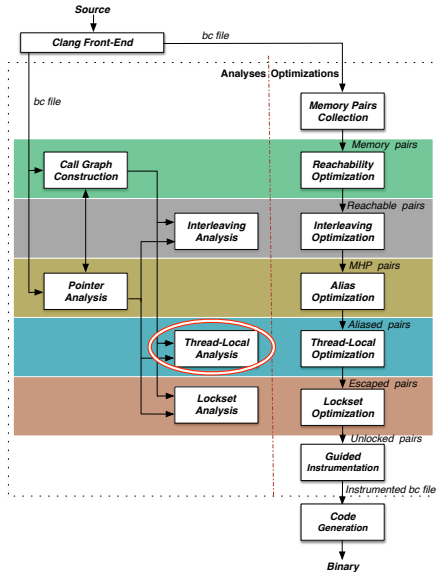 Source
Clang Front-End
bc file
bc file
Analyses Optimizations
Memory Pairs
Collection
Memory pairs
Call Graph
Construction
Reachability
Optimization
Reachable pairs
Interleaving
Analysis
Interleaving
Optimization
MHP pairs
Pointer
Analysis
Alias
Optimization
Aliased pairs
Thread-Local
Analysis
Thread-Local
Optimization
Escaped pairs
Lockset
Analysis
Lockset
Optimization
Unlocked pairs
Guided
Instrumentation
Instrumented bc file
Code
Generation
Binary